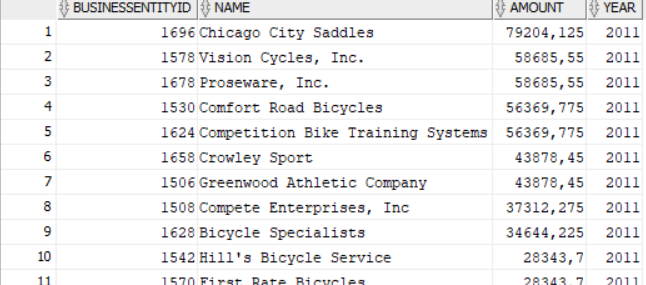 BUSINESSENTITYID NAME AMOUNT YEAR
1 1696 Chicago City Saddles 79204,125 2011
2 1578 Vision Cycles, Inc. 58685,55 2011
3 1678 Proseware, Inc. 58685,55 2011
4 1530 Comfort Road Bicycles 56369,775 2011
5 1624 Competition Bike Training Systems 56369,775 2011
6 1658 Crowley Sport 43878,45 2011
7 1506 Greenwood Athletic Company 43878,45 2011
8 1508 Compete Enterprises, Inc 37312,275 2011
9 1628 Bicycle Specialists 34644,225 2011
10 1542 Hill's Bicycle Service 28343,7 2011
11 1570 First Rate Bicycles 28343,7 2011